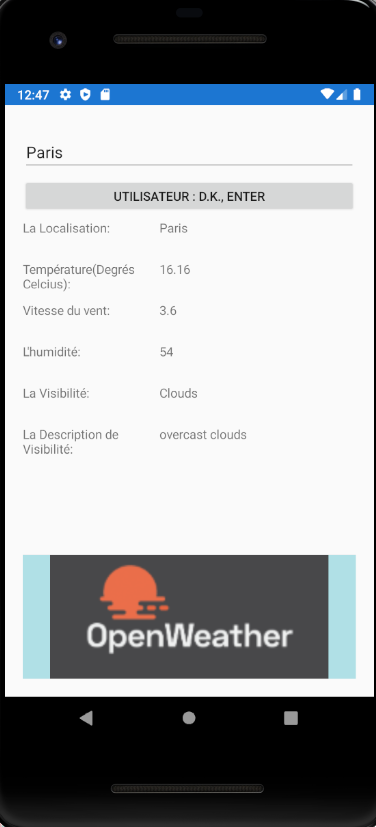 12:47
Paris
UTILISATEUR : D.K., ENTER
La Localisation: Paris
Température(Degrés 16.16
Celcius):
Vitesse du vent: 3.6
L'humidité: 54
La Visibilité: Clouds
La Description de overcast clouds
Visibilité:
OpenWeather